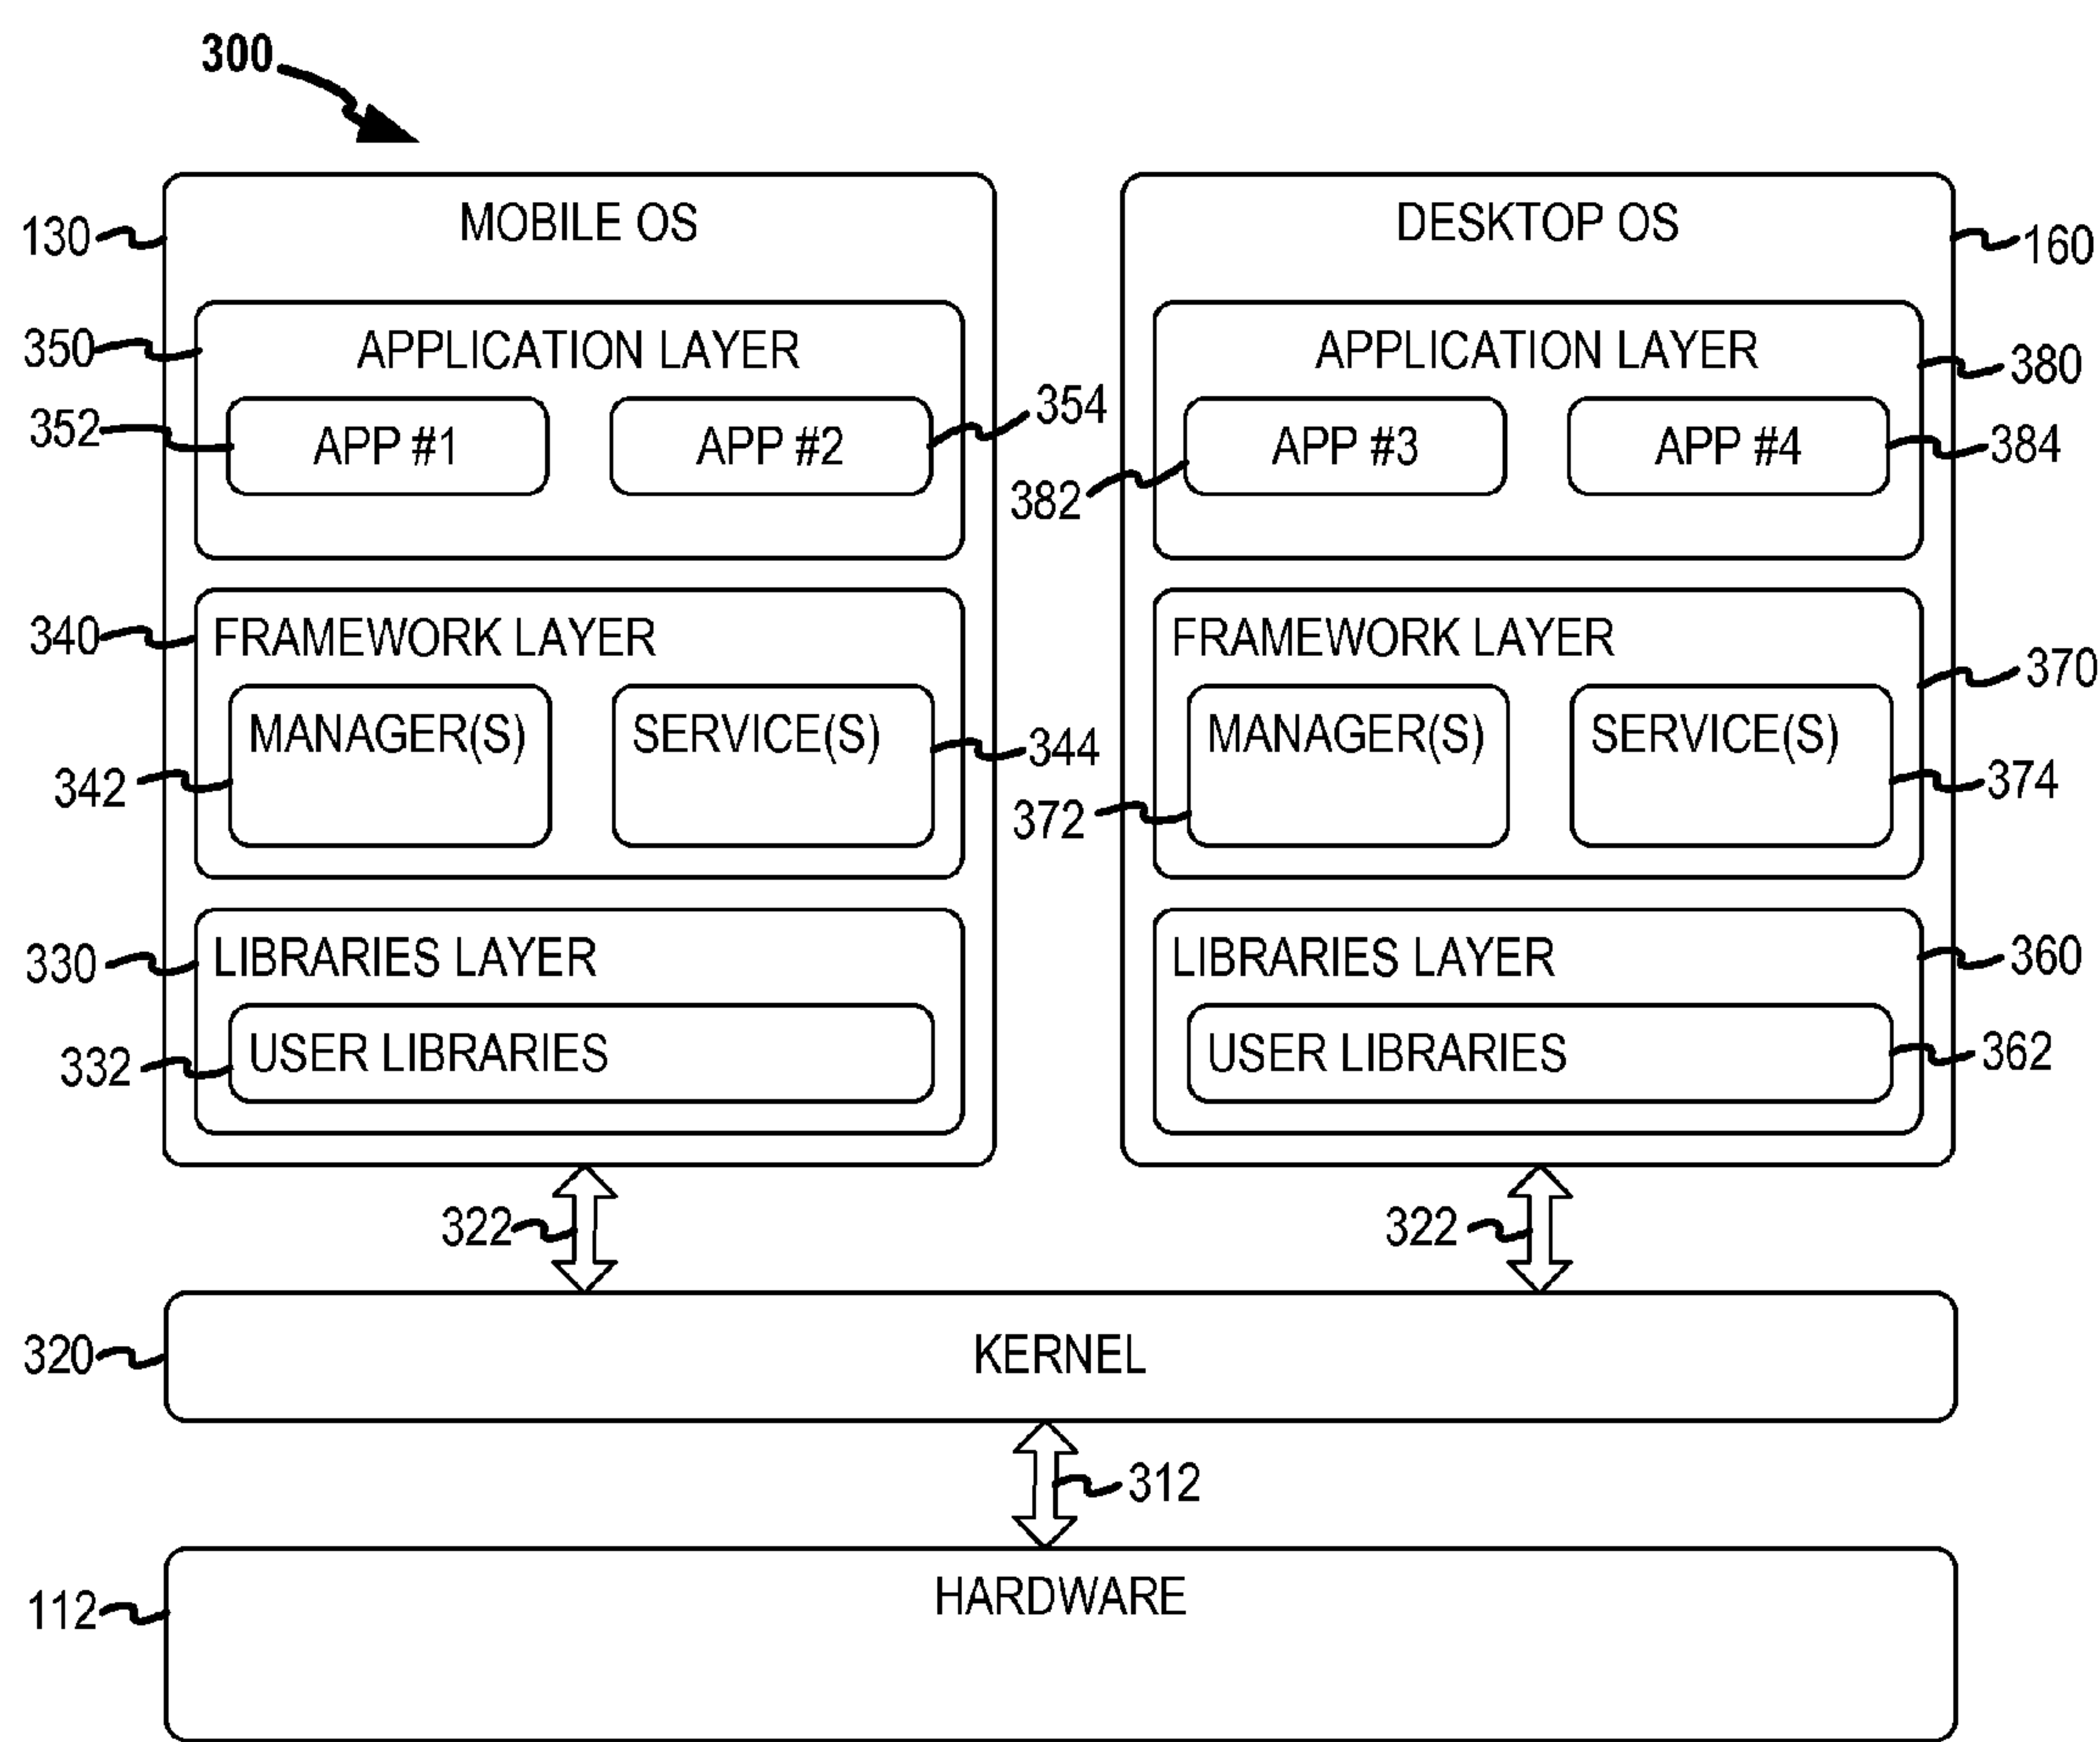 300
MOBILE OS
DESKTOP OS
130
160
350
APPLICATION LAYER
APPLICATION LAYER
380
352
APP #1
APP #2
354
382
APP #3
APP #4
384
340
FRAMEWORK LAYER
FRAMEWORK LAYER
370
MANAGER(S)
SERVICE(S)
344
MANAGER(S)
SERVICE(S)
342
372
374
330
LIBRARIES LAYER
LIBRARIES LAYER
360
332
USER LIBRARIES
USER LIBRARIES
362
322
322
320
KERNEL
312
112
HARDWARE